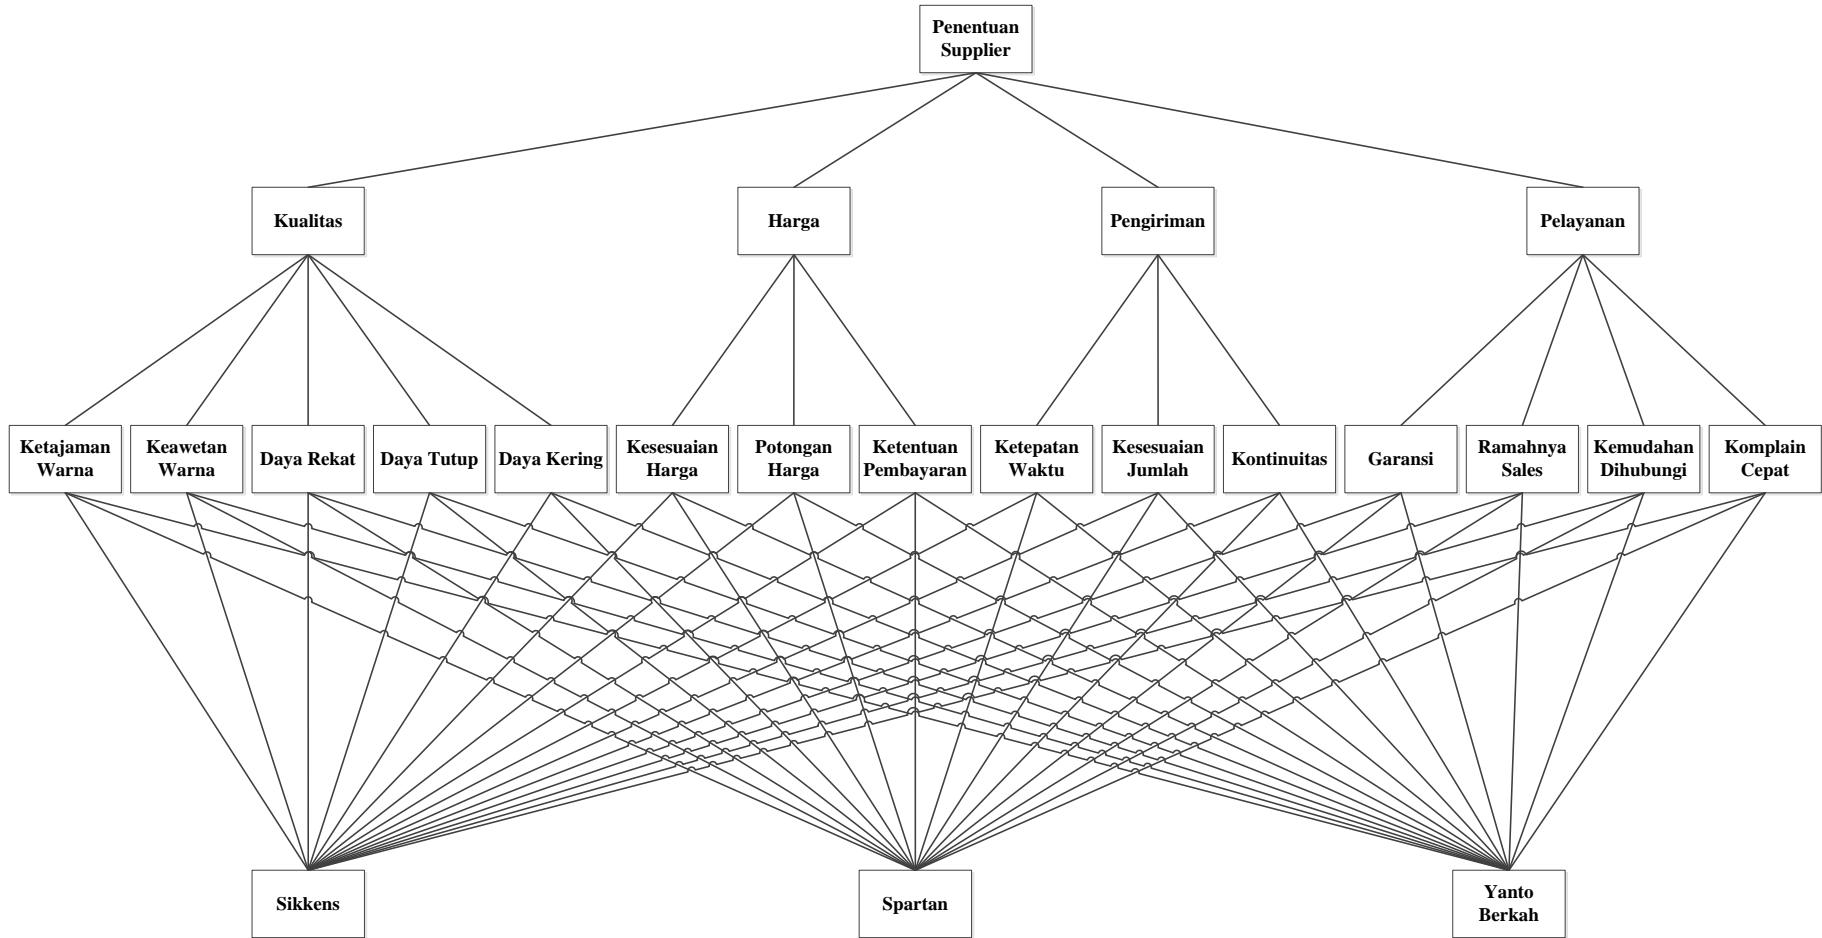 Penentuan
Supplier
Kualitas
Harga
Pengiriman
Pelayanan
Ketajaman
Warna
Keawetan
Warna
Daya Rekat
Daya Tutup
Daya Kering
Kesesuaian
Harga
Potongan
Harga
Ketentuan
Pembayaran
Ketepatan
Waktu
Kesesuaian
Jumlah
Kontinuitas
Garansi
Ramahnya
Sales
Kemudahan
Dihubungi
Komplain
Cepat
Sikkens
Spartan
Yanto
Berkah